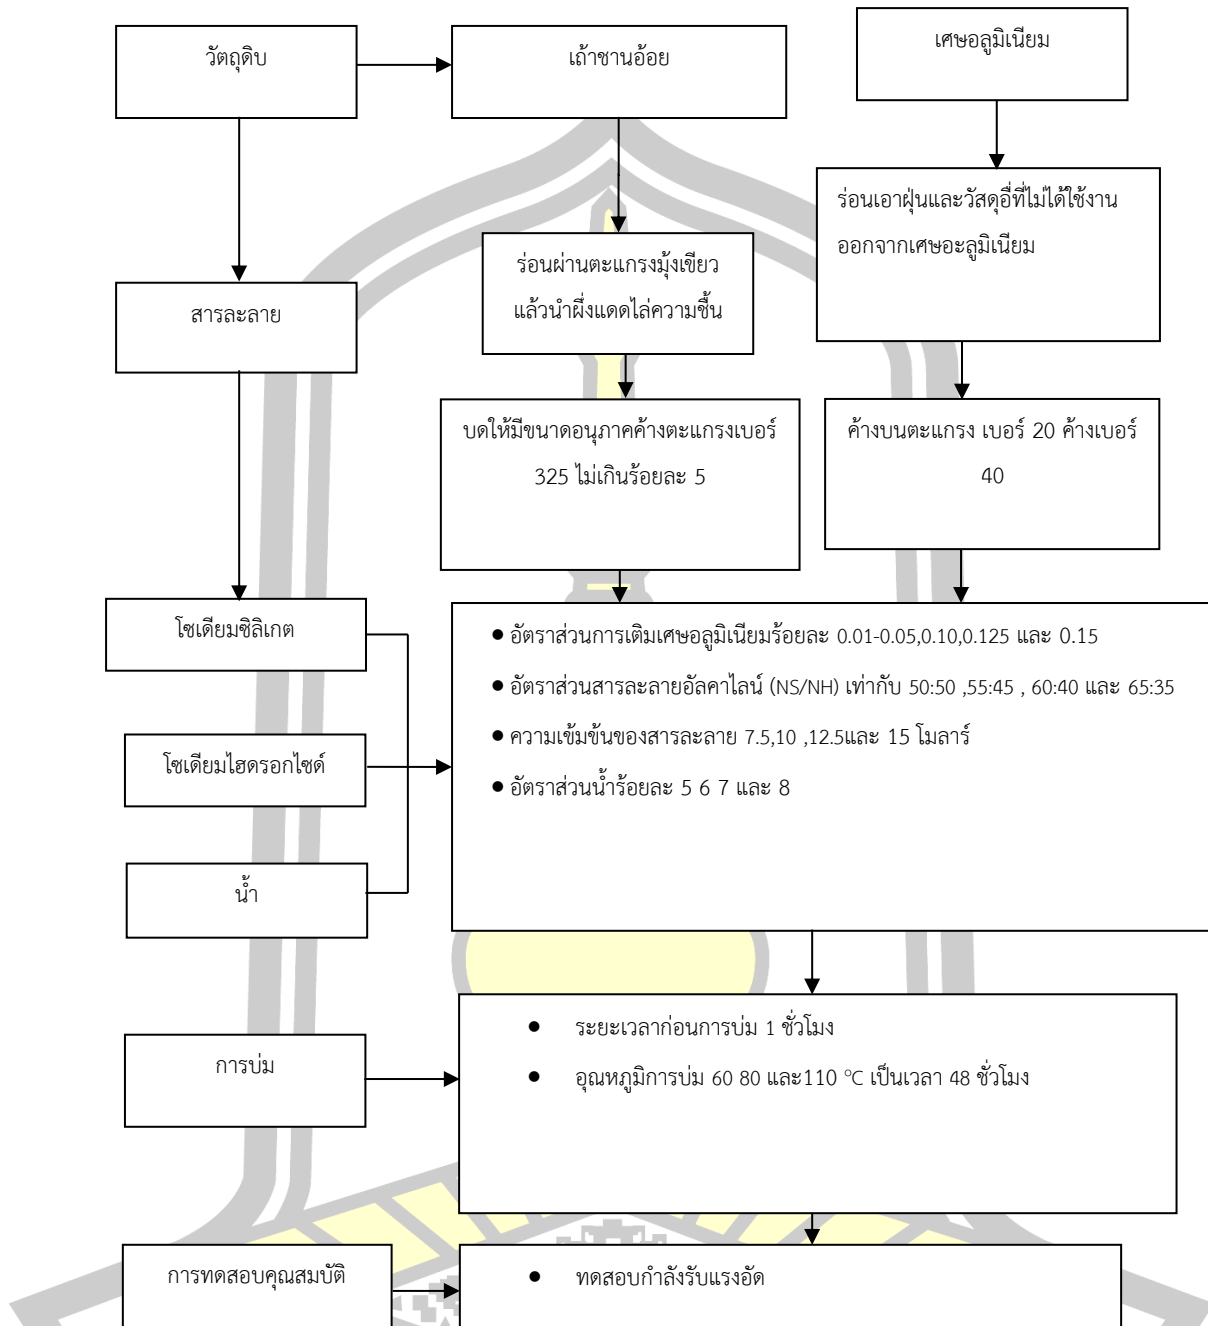 วัตถุดิบ
เถ้าชานอ้อย
เศษอลูมิเนียม
ร่อนเอาฝุ่นและวัสดุอื่ที่ไม่ได้ใช้งาน
ออกจากเศษอะลูมิเนียม
ร่อนผ่านตะแกรงมุ้งเขียว
แล้วนำผึ่งแดดไล่ความชื้น
สารละลาย
บดให้มีขนาดอนุภาคค้างตะแกรงเบอร์
325 ไม่เกินร้อยละ 5
ค้างบนตะแกรง เบอร์ 20 ค้างเบอร์
40
โซเดียมซิลิเกต
โซเดียมไฮดรอกไซด์
น้ำ
● อัตราส่วนการเติมเศษอลูมิเนียมร้อยละ 0.01-0.05,0.10,0.125 และ 0.15
● อัตราส่วนสารละลายอัลคาไลน์ (NS/NH) เท่ากับ 50:50 ,55:45 , 60:40 และ 65:35
● ความเข้มข้นของสารละลาย 7.5,10 ,12.5และ 15 โมลาร์
● อัตราส่วนน้ำร้อยละ 5 6 7 และ 8
การบ่ม
● ระยะเวลาก่อนการบ่ม 1 ชั่วโมง
● อุณหภูมิการบ่ม 60 80 และ110 °C เป็นเวลา 48 ชั่วโมง
การทดสอบคุณสมบัติ
● ทดสอบกำลังรับแรงอัด